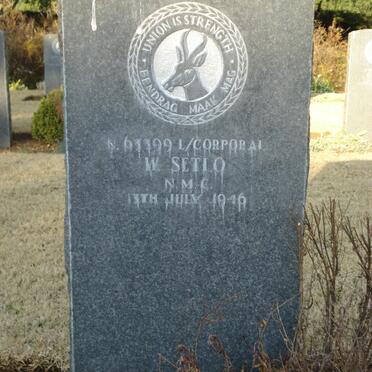 UNION IS STRENGTH
EENDRAG MAAK MAG
N. 63399 L/CORPORAL
W. SETLO
N.M.C.
13TH JULY 1946